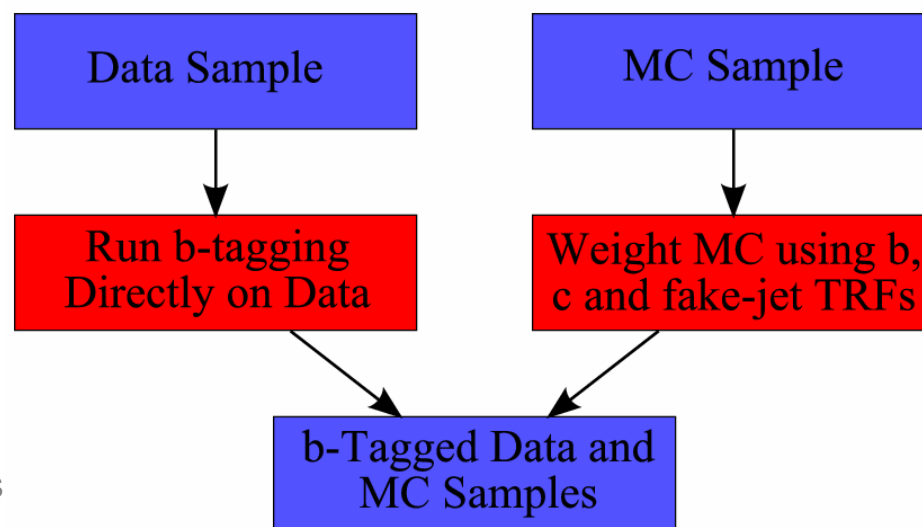 Data Sample
MC Sample
Run b-tagging
Directly on Data
Weight MC using b,
c and fake-jet TRFs
b-Tagged Data and
MC Samples
s